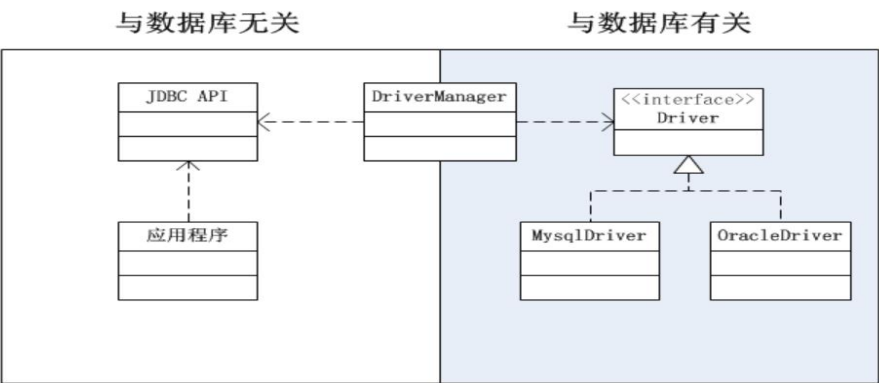 与数据库无关
与数据库有关
JDBC API
DriverManager
<<interface>>
Driver
应用程序
MysqlDriver
OracleDriver